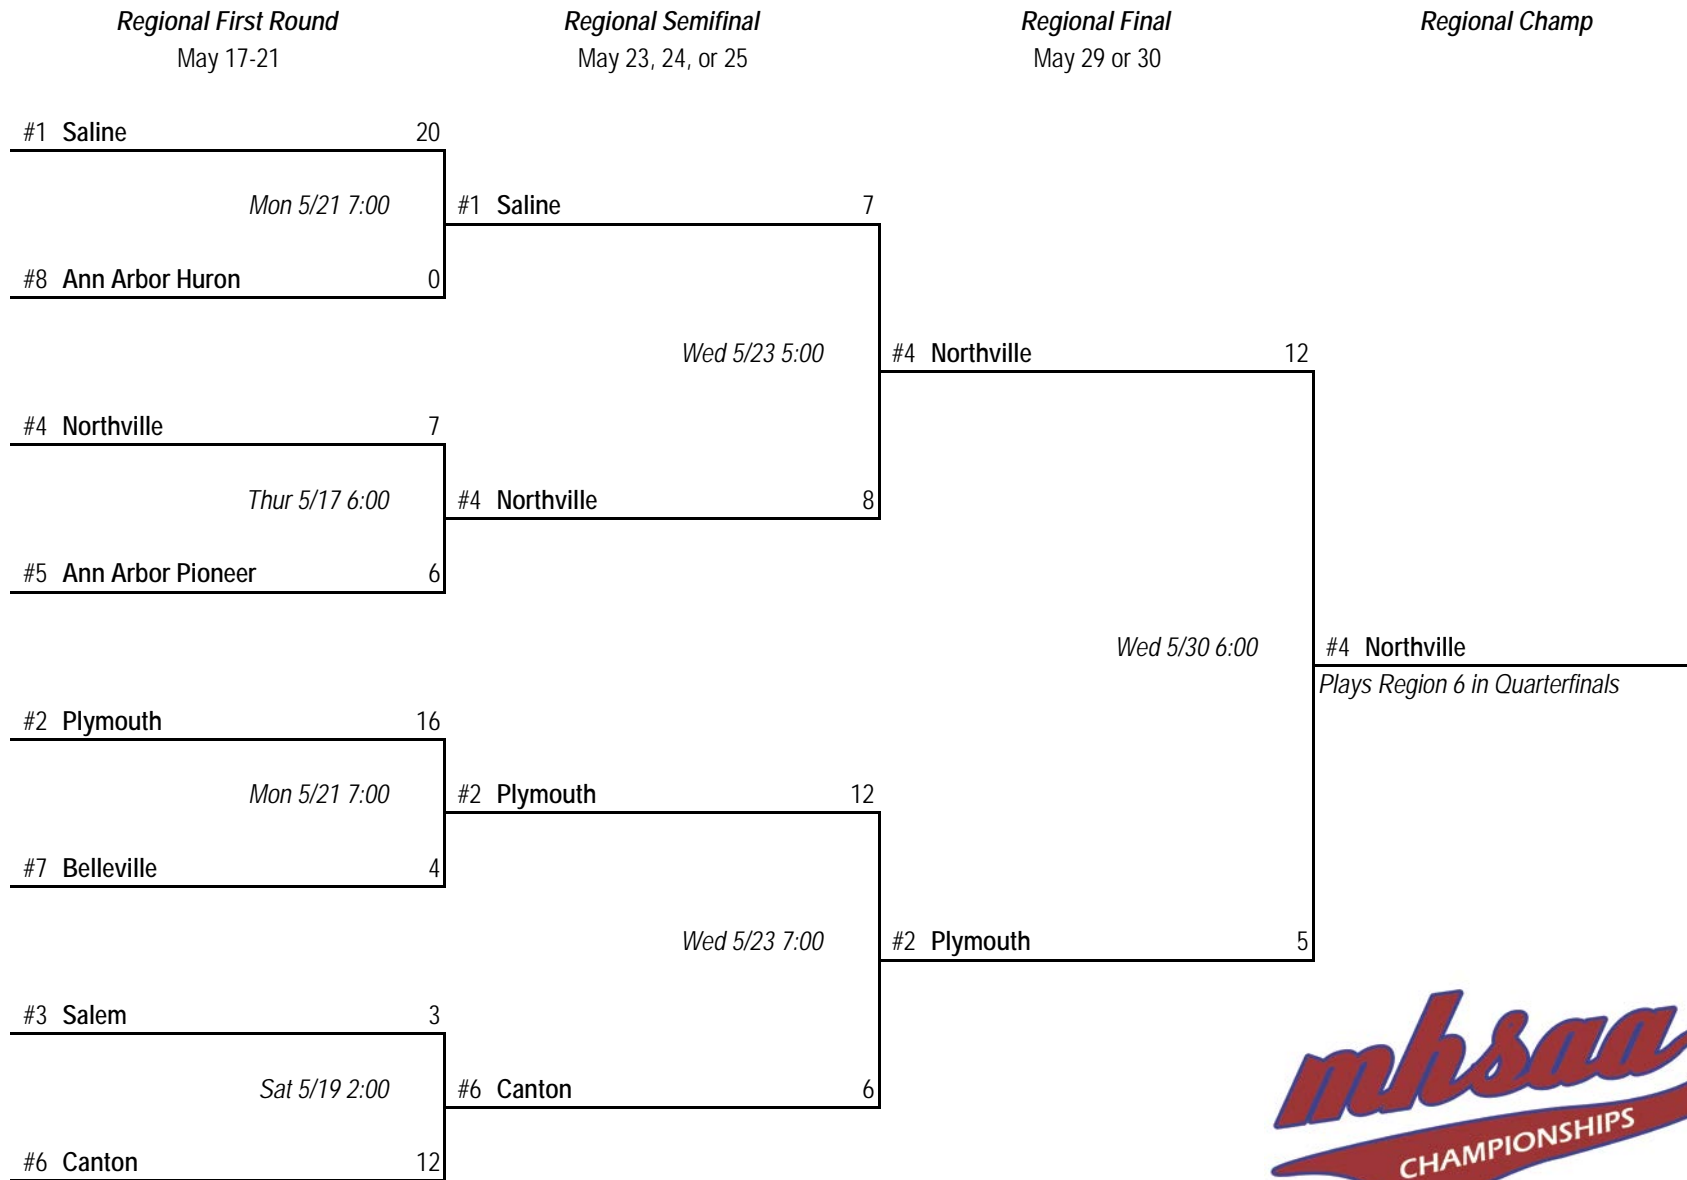 Regional First Round Regional Semifinal Regional Final Regional Champ
May 17-21 May 23, 24, or 25 May 29 or 30
#1 Saline 20
Mon 5/21 7:00 #1 Saline 7
#8 Ann Arbor Huron 0
Wed 5/23 5:00 #4 Northville 12
#4 Northville 7
Thur 5/17 6:00 #4 Northville 8
#5 Ann Arbor Pioneer 6
Wed 5/30 6:00 #4 Northville
Plays Region 6 in Quarterfinals
#2 Plymouth 16
Mon 5/21 7:00 #2 Plymouth 12
#7 Belleville 4
Wed 5/23 7:00 #2 Plymouth 5
#3 Salem 3
Sat 5/19 2:00 #6 Canton 6
#6 Canton 12
mhsaa
CHAMPIONSHIPS